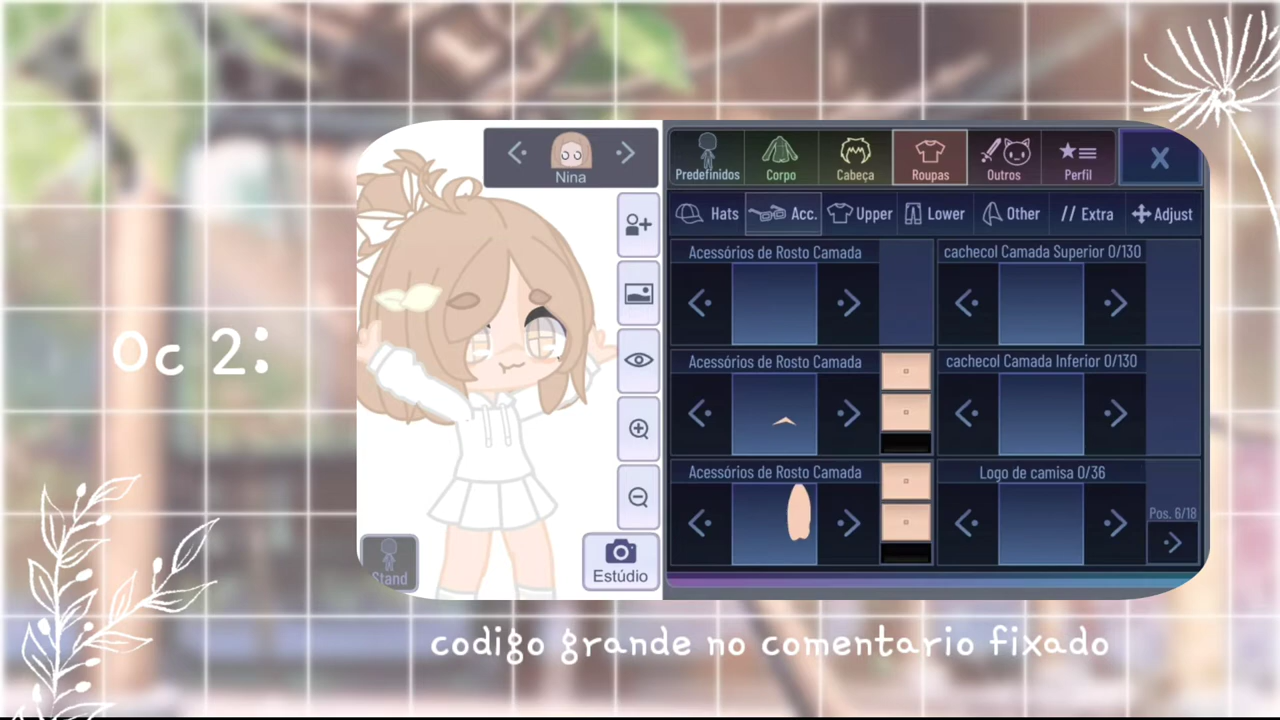 Nina
Predefinidos
Corpo
Cabeça
Roupas
Outros
Perfil
X
Hats
Acc.
Upper
Lower
Other
Extra
Adjust
Acessórios de Rosto Camada
cachecol Camada Superior 0/130
Oc 2:
Acessórios de Rosto Camada
cachecol Camada Inferior 0/130
Acessórios de Rosto Camada
Logo de camisa 0/36
Pos. 6/18
Stand
Estúdio
codigo grande no comentario fixado